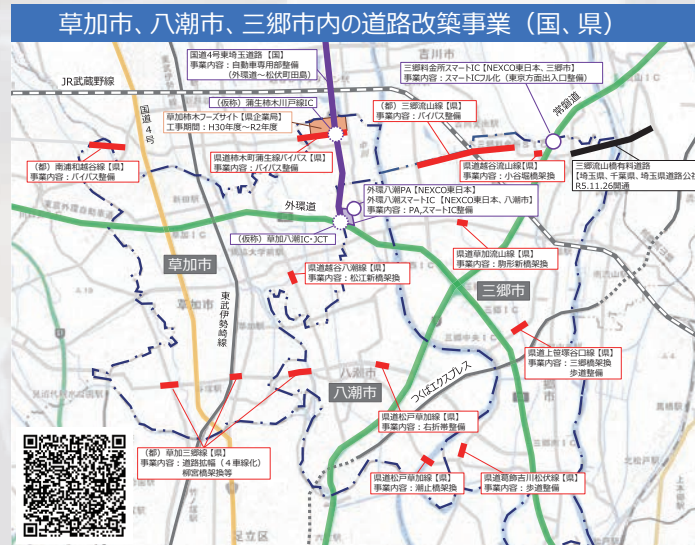 草加市、八潮市、三郷市内の道路改築事業（国、県）
国道4号東埼玉道路【国】
事業内容：自動車専用部整備
（外環道～松伏町田島）
吉川市
三郷料金所スマートIC【NEXCO東日本、三郷市】
事業内容：スマートICフル化（東京方面出入口整備）
JR武蔵野線
国道4号
（仮称）蒲生柿木川戸線IC
草加柿木フーズサイト【県企業局】
工事期間：H30年度～R2年度
（都）三郷流山線【県】
事業内容：バイパス整備
常磐道
県道柿木町蒲生線バイパス【県】
事業内容：バイパス整備
県道越谷流山線【県】
事業内容：小谷堀橋架換
三郷流山橋有料道路
【埼玉県、千葉県、埼玉県道路公社
R5.11.26開通
（都）南浦和越谷線【県】
事業内容：バイパス整備
外環八潮PA【NEXCO東日本】
外環八潮スマートIC【NEXCO東日本、八潮市】
事業内容：PA,スマートIC整備
外環道
（仮称）草加八潮IC・JCT
県道草加流山線【県】
事業内容：駒形新橋架換
草加市
県道越谷八潮線【県】
事業内容：松江新橋架換
三郷市
草加市
東武伊勢崎線
三郷中央IC
県道上笹塚谷口線【県】
事業内容：三郷橋架換
歩道整備
八潮市
八潮市
つくばエクスプレス
県道松戸草加線【県】
事業内容：右折帯整備
（都）草加三郷線【県】
事業内容：道路拡幅（４車線化）
柳宮橋架換等
県道松戸草加線【県】
事業内容：潮止橋架換
県道葛飾吉川松伏線【県】
事業内容：歩道整備
足立区